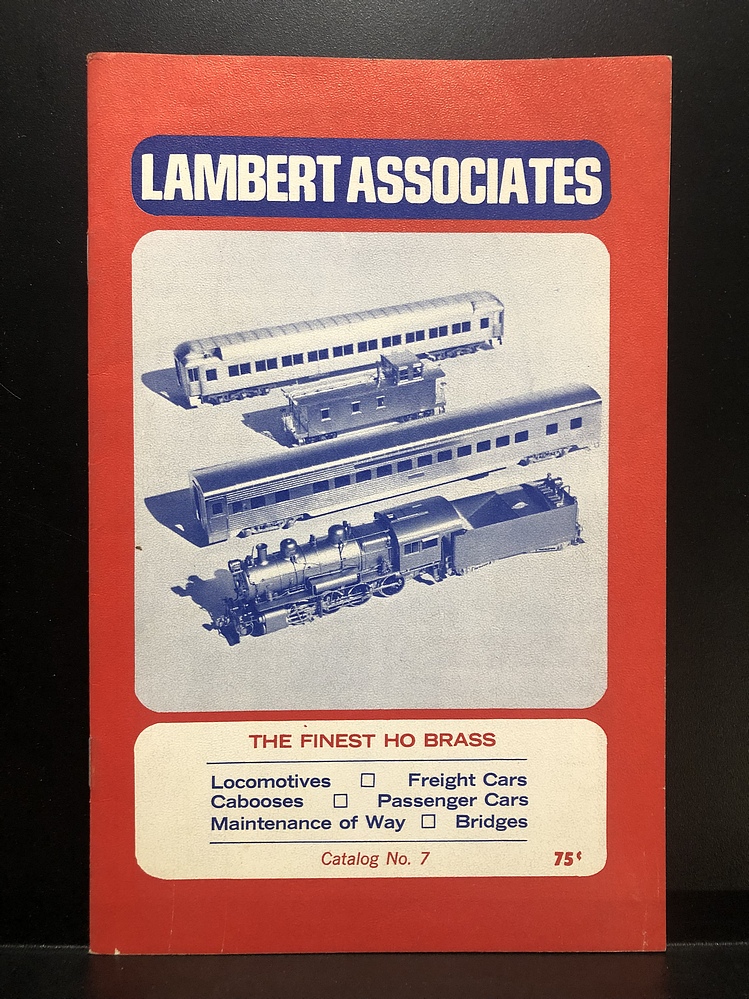 LAMBERT ASSOCIATES
THE FINEST HO BRASS
Locomotives □ Freight Cars
Cabooses □ Passenger Cars
Maintenance of Way □ Bridges
Catalog No. 7 75¢